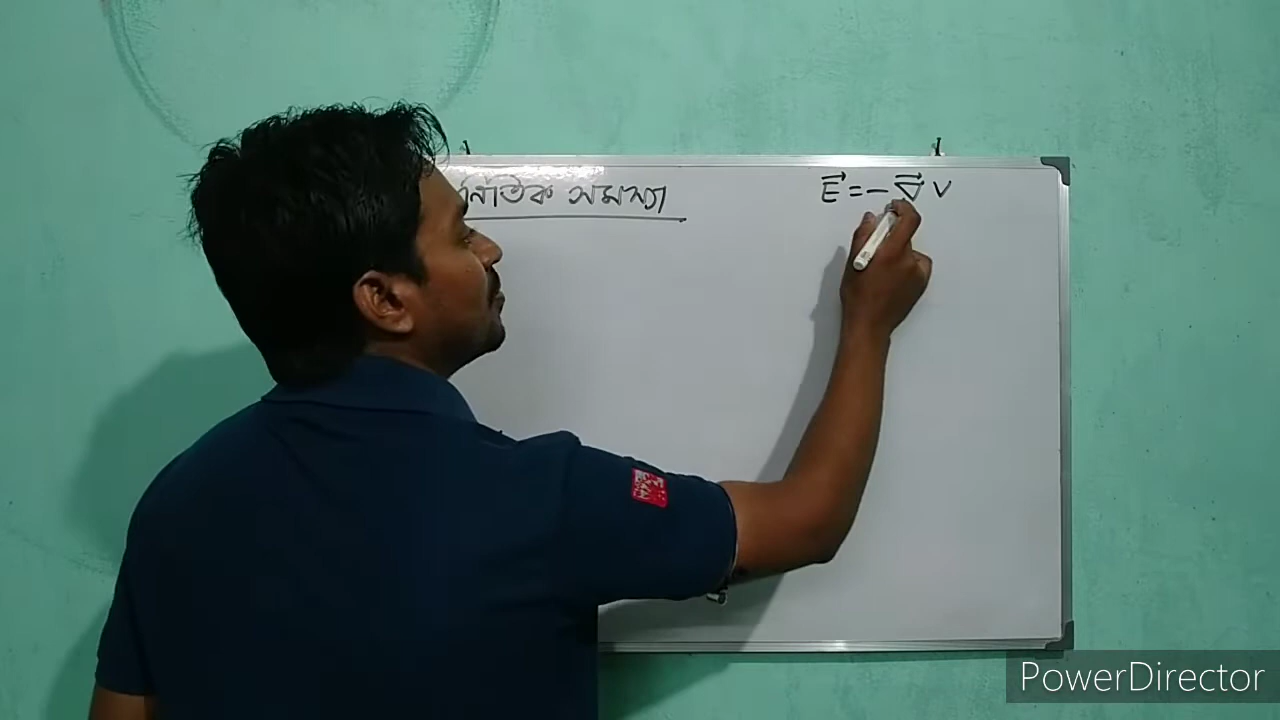 সমস্যা
E⃗ = − ∇⃗ V
PowerDirector